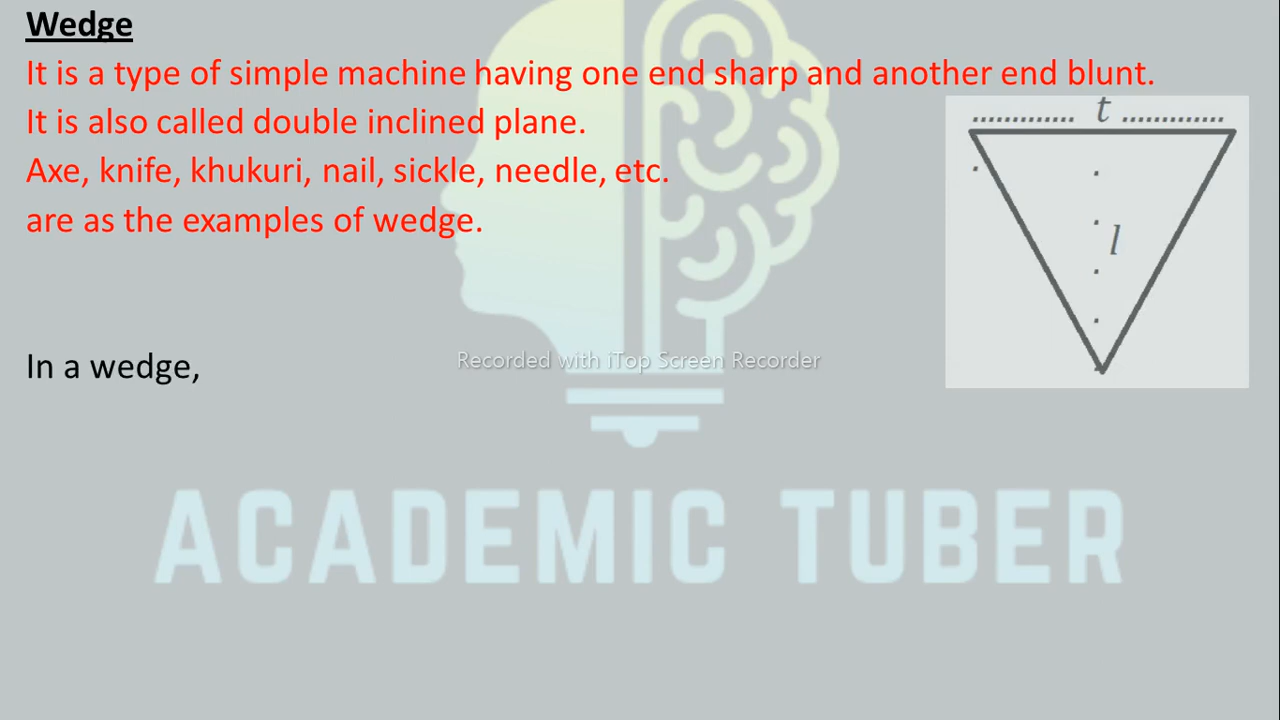 Wedge
It is a type of simple machine having one end sharp and another end blunt.
It is also called double inclined plane.
Axe, knife, khukuri, nail, sickle, needle, etc.
are as the examples of wedge.
............. t .............
l
In a wedge,
Recorded with iTop Screen Recorder
ACADEMIC TUBER